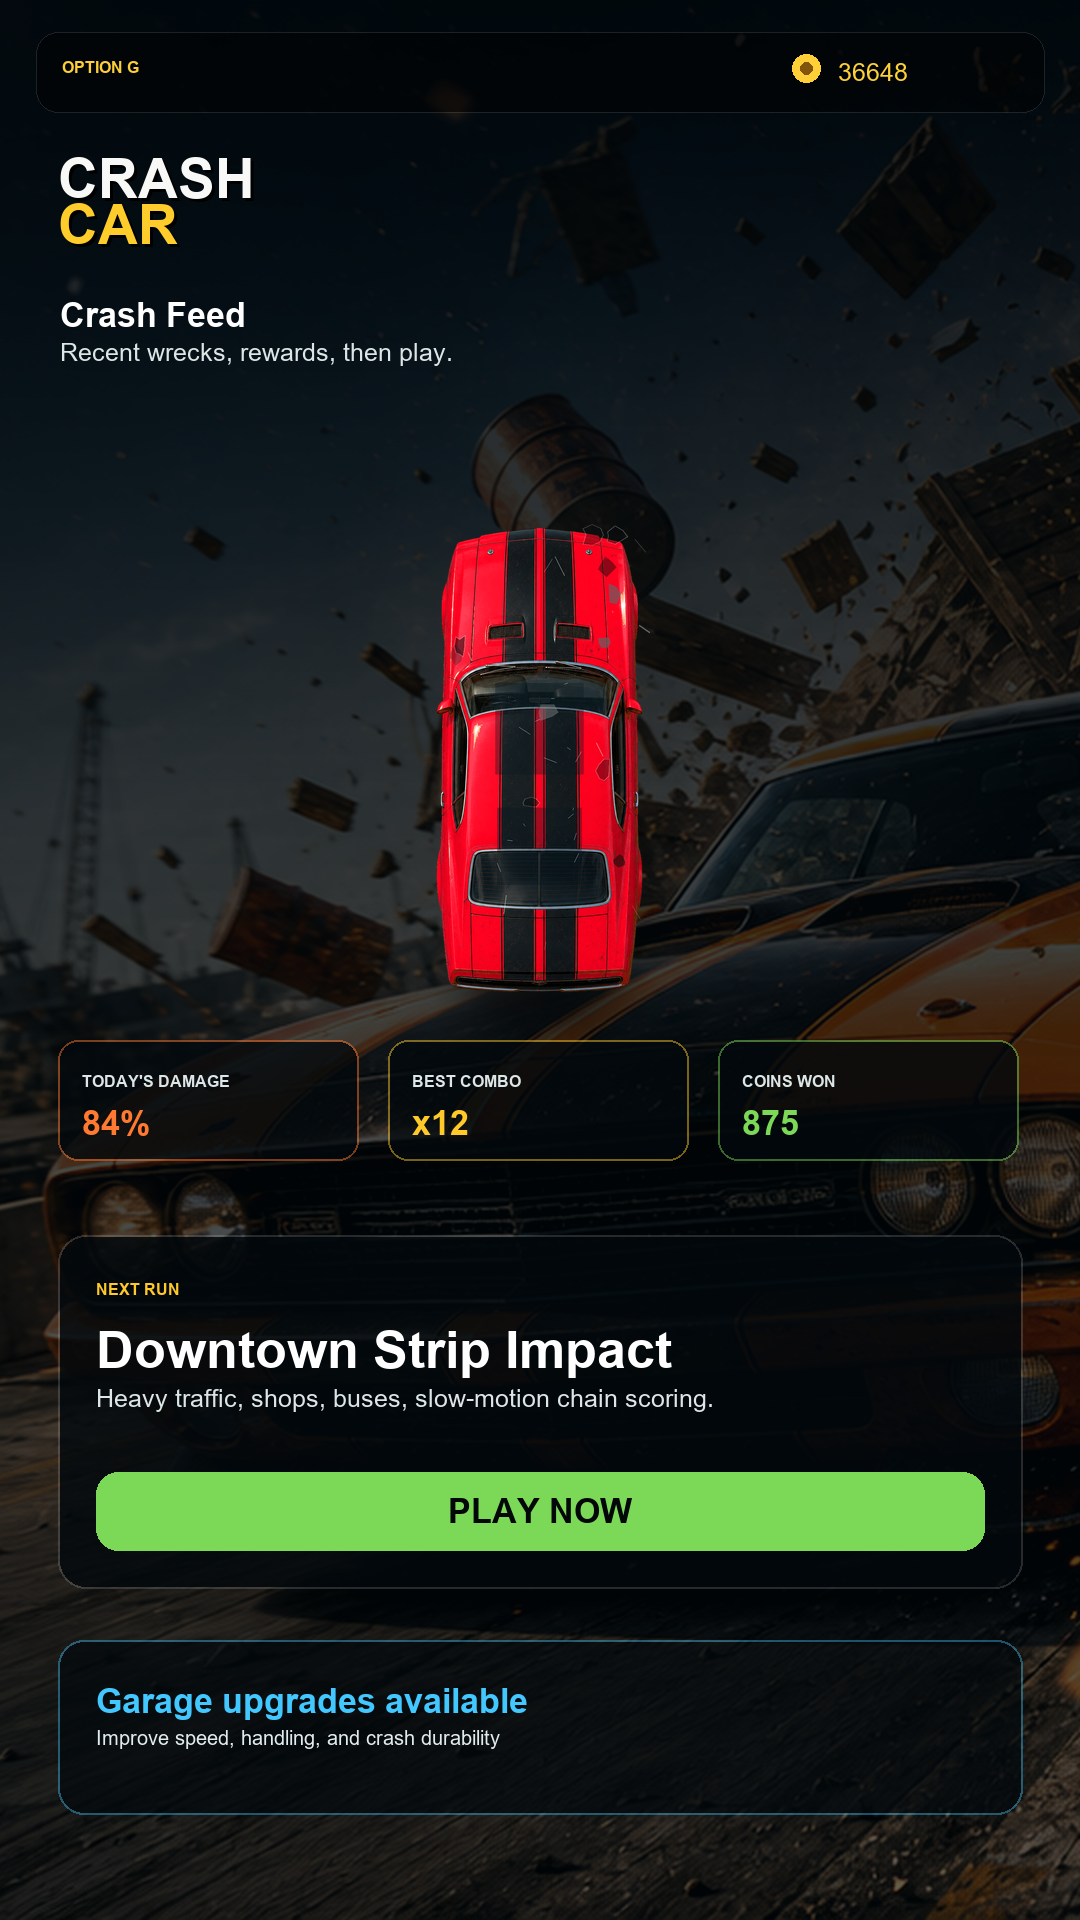 OPTION G
36648
CRASH
CAR
Crash Feed
Recent wrecks, rewards, then play.
TODAY'S DAMAGE
84%
BEST COMBO
x12
COINS WON
875
NEXT RUN
Downtown Strip Impact
Heavy traffic, shops, buses, slow-motion chain scoring.
PLAY NOW
Garage upgrades available
Improve speed, handling, and crash durability